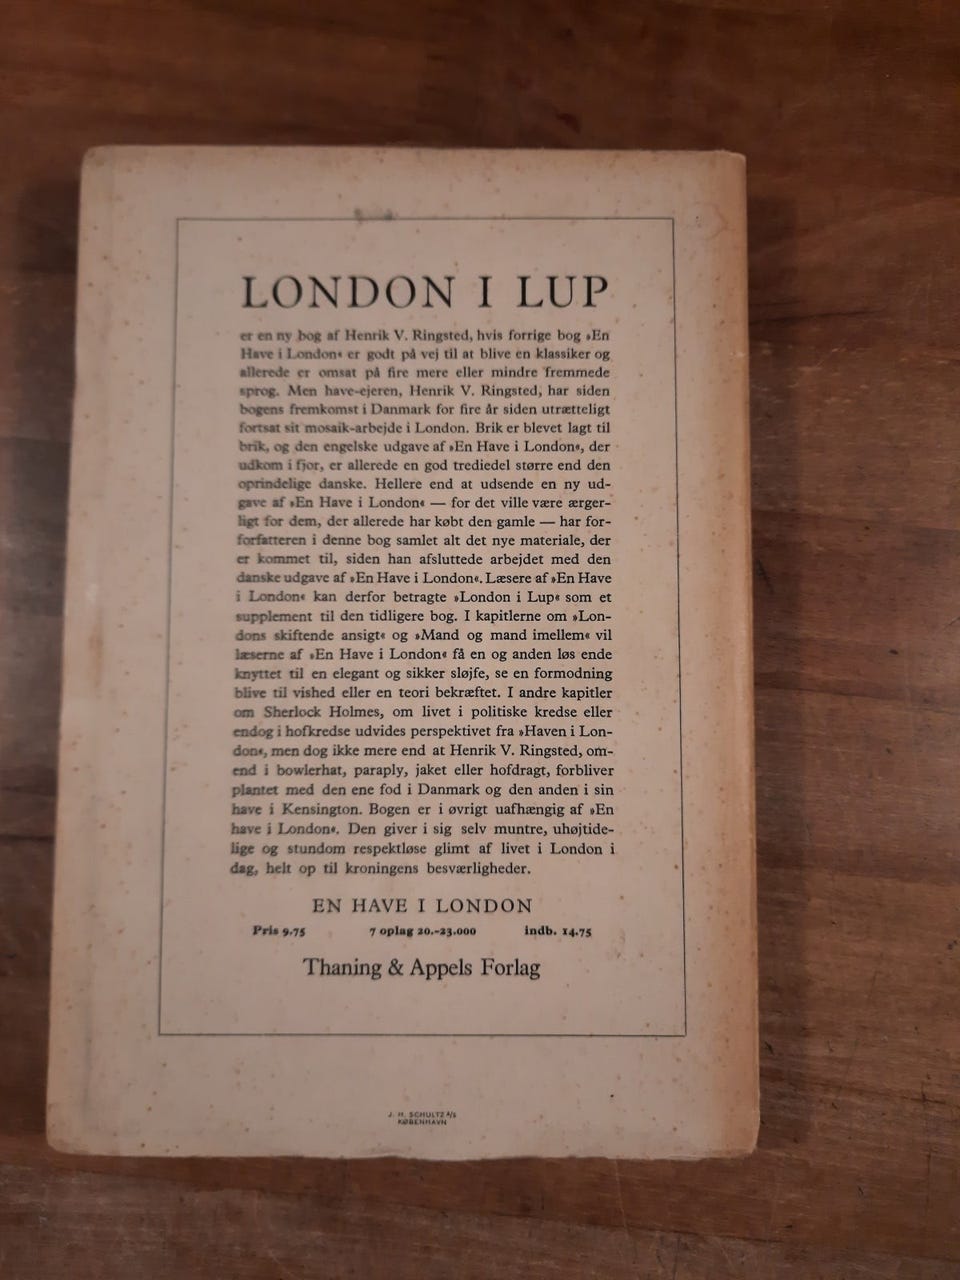 LONDON I LUP
er en ny bog af Henrik V. Ringsted, hvis forrige bog »En
Have i London« er godt på vej til at blive en klassiker og
allerede er omsat på fire mere eller mindre fremmede
sprog. Men have-ejeren, Henrik V. Ringsted, har siden
bogens fremkomst i Danmark for fire år siden utrætteligt
fortsat sit mosaik-arbejde i London. Brik er blevet lagt til
brik, og den engelske udgave af »En Have i London«, der
udkom i fjor, er allerede en god trediedel større end den
oprindelige danske. Hellere end at udsende en ny ud-
gave af »En Have i London« — for det ville være ærger-
ligt for dem, der allerede har købt den gamle — har for-
forfatteren i denne bog samlet alt det nye materiale, der
er kommet til, siden han afsluttede arbejdet med den
danske udgave af »En Have i London«. Læsere af »En Have
i London« kan derfor betragte »London i Lup« som et
supplement til den tidligere bog. I kapitlerne om »Lon-
dons skiftende ansigt« og »Mand og mand imellem« vil
læserne af »En Have i London« få en og anden løs ende
knyttet til en elegant og sikker sløjfe, se en formodning
blive til vished eller en teori bekræftet. I andre kapitler
om Sherlock Holmes, om livet i politiske kredse eller
endog i hofkredse udvides perspektivet fra »Haven i Lon-
don«, men dog ikke mere end at Henrik V. Ringsted, om-
end i bowlerhat, paraply, jaket eller hofdragt, forbliver
plantet med den ene fod i Danmark og den anden i sin
have i Kensington. Bogen er i øvrigt uafhængig af »En
have i London«. Den giver i sig selv muntre, uhøjtide-
lige og stundom respektløse glimt af livet i London i
dag, helt op til kroningens besværligheder.
EN HAVE I LONDON
Pris 9.75 7 oplag 20.-23.000 indb. 14.75
Thaning & Appels Forlag
J. H. SCHULTZ A/S
KØBENHAVN